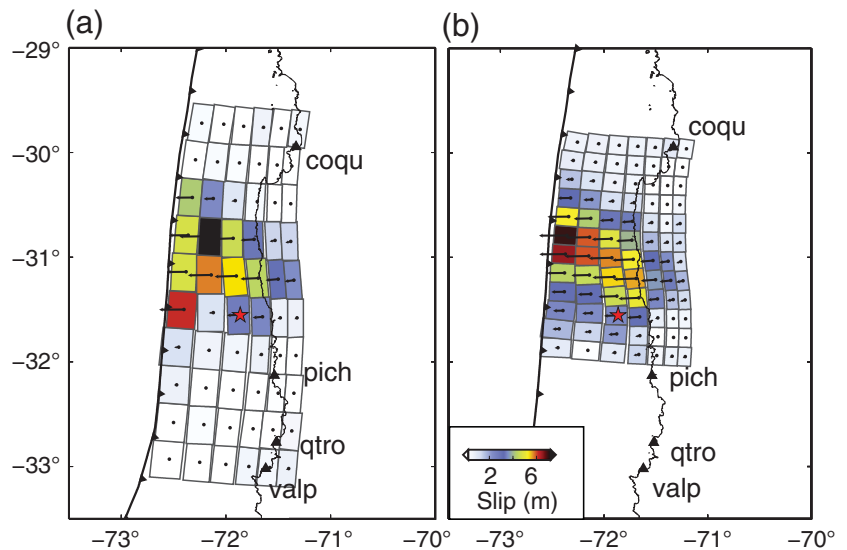 (a)
(b)
−29°
−30°
−31°
−32°
−33°
coqu
pich
qtro
valp
coqu
pich
qtro
valp
2 6
Slip (m)
−73° −72° −71° −70° −73° −72° −71° −70°